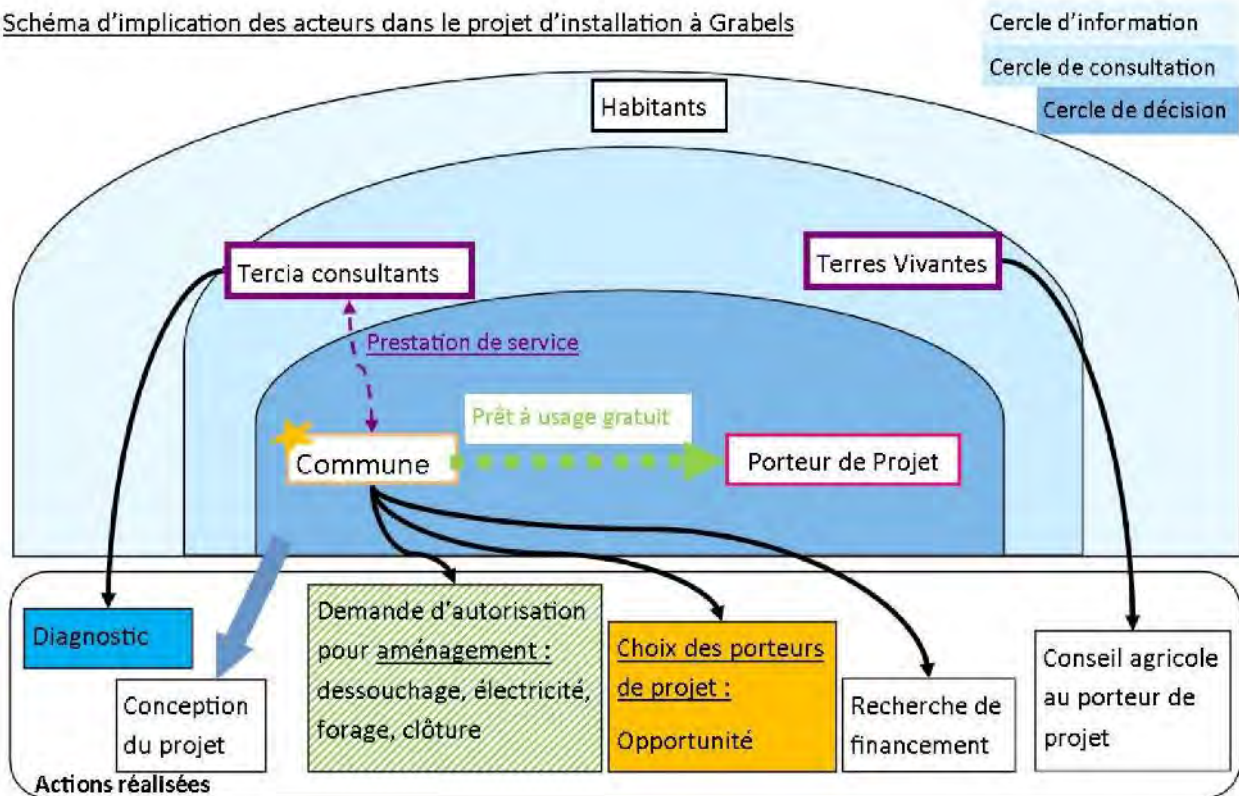 Schéma d'implication des acteurs dans le projet d'installation à Grabels
Cercle d'information
Cercle de consultation
Cercle de décision
Habitants
Tercia consultants
Terres Vivantes
Prestation de service
Prêt à usage gratuit
Commune
Porteur de Projet
Diagnostic
Conception
du projet
Demande d'autorisation
pour aménagement :
dessouchage, électricité,
forage, clôture
Choix des porteurs
de projet :
Opportunité
Recherche de
financement
Conseil agricole
au porteur de
projet
Actions réalisées